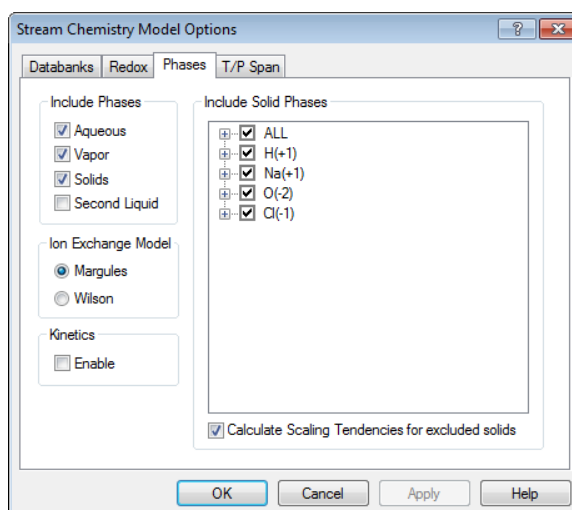 Stream Chemistry Model Options
Databanks
Redox
Phases
T/P Span
Include Phases
Aqueous
Vapor
Solids
Second Liquid
Ion Exchange Model
Margules
Wilson
Kinetics
Enable
Include Solid Phases
ALL
H(+1)
Na(+1)
O(-2)
Cl(-1)
Calculate Scaling Tendencies for excluded solids
OK
Cancel
Apply
Help